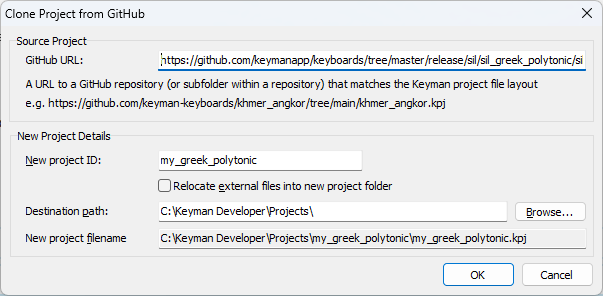 Clone Project from GitHub
Source Project
GitHub URL: https://github.com/keymanapp/keyboards/tree/master/release/sil/sil_greek_polytonic/si
A URL to a GitHub repository (or subfolder within a repository) that matches the Keyman project file layout
e.g. https://github.com/keyman-keyboards/khmer_angkor/tree/main/khmer_angkor.kpj
New Project Details
New project ID: my_greek_polytonic
Relocate external files into new project folder
Destination path: C:\Keyman Developer\Projects\ Browse...
New project filename C:\Keyman Developer\Projects\my_greek_polytonic\my_greek_polytonic.kpj
OK Cancel